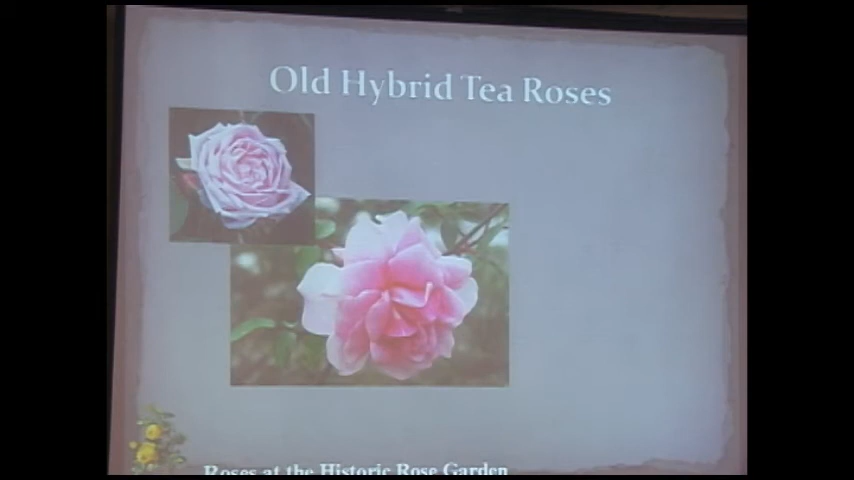 Old Hybrid Tea Roses
Roses at the Historic Rose Garden